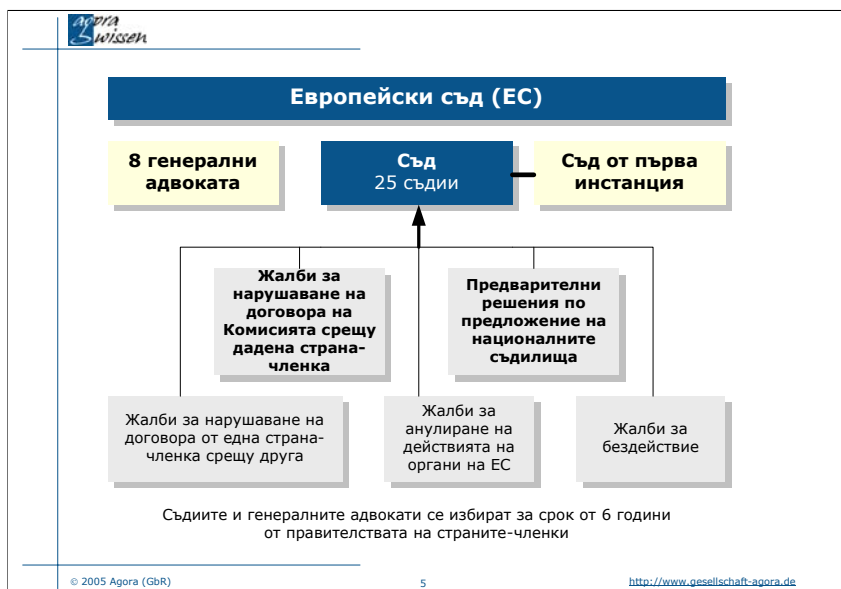 agora
wissen
Европейски съд (ЕС)
8 генерални
адвоката
Съд
25 съдии
Съд от първа
инстанция
Жалби за
нарушаване на
договора на
Комисията срещу
дадена страна-
членка
Предварителни
решения по
предложение на
националните
съдилища
Жалби за нарушаване на
договора от една страна-
членка срещу друга
Жалби за
анулиране на
действията на
органи на ЕС
Жалби за
бездействие
Съдиите и генералните адвокати се избират за срок от 6 години
от правителствата на страните-членки
© 2005 Agora (GbR)
5
http://www.gesellschaft-agora.de